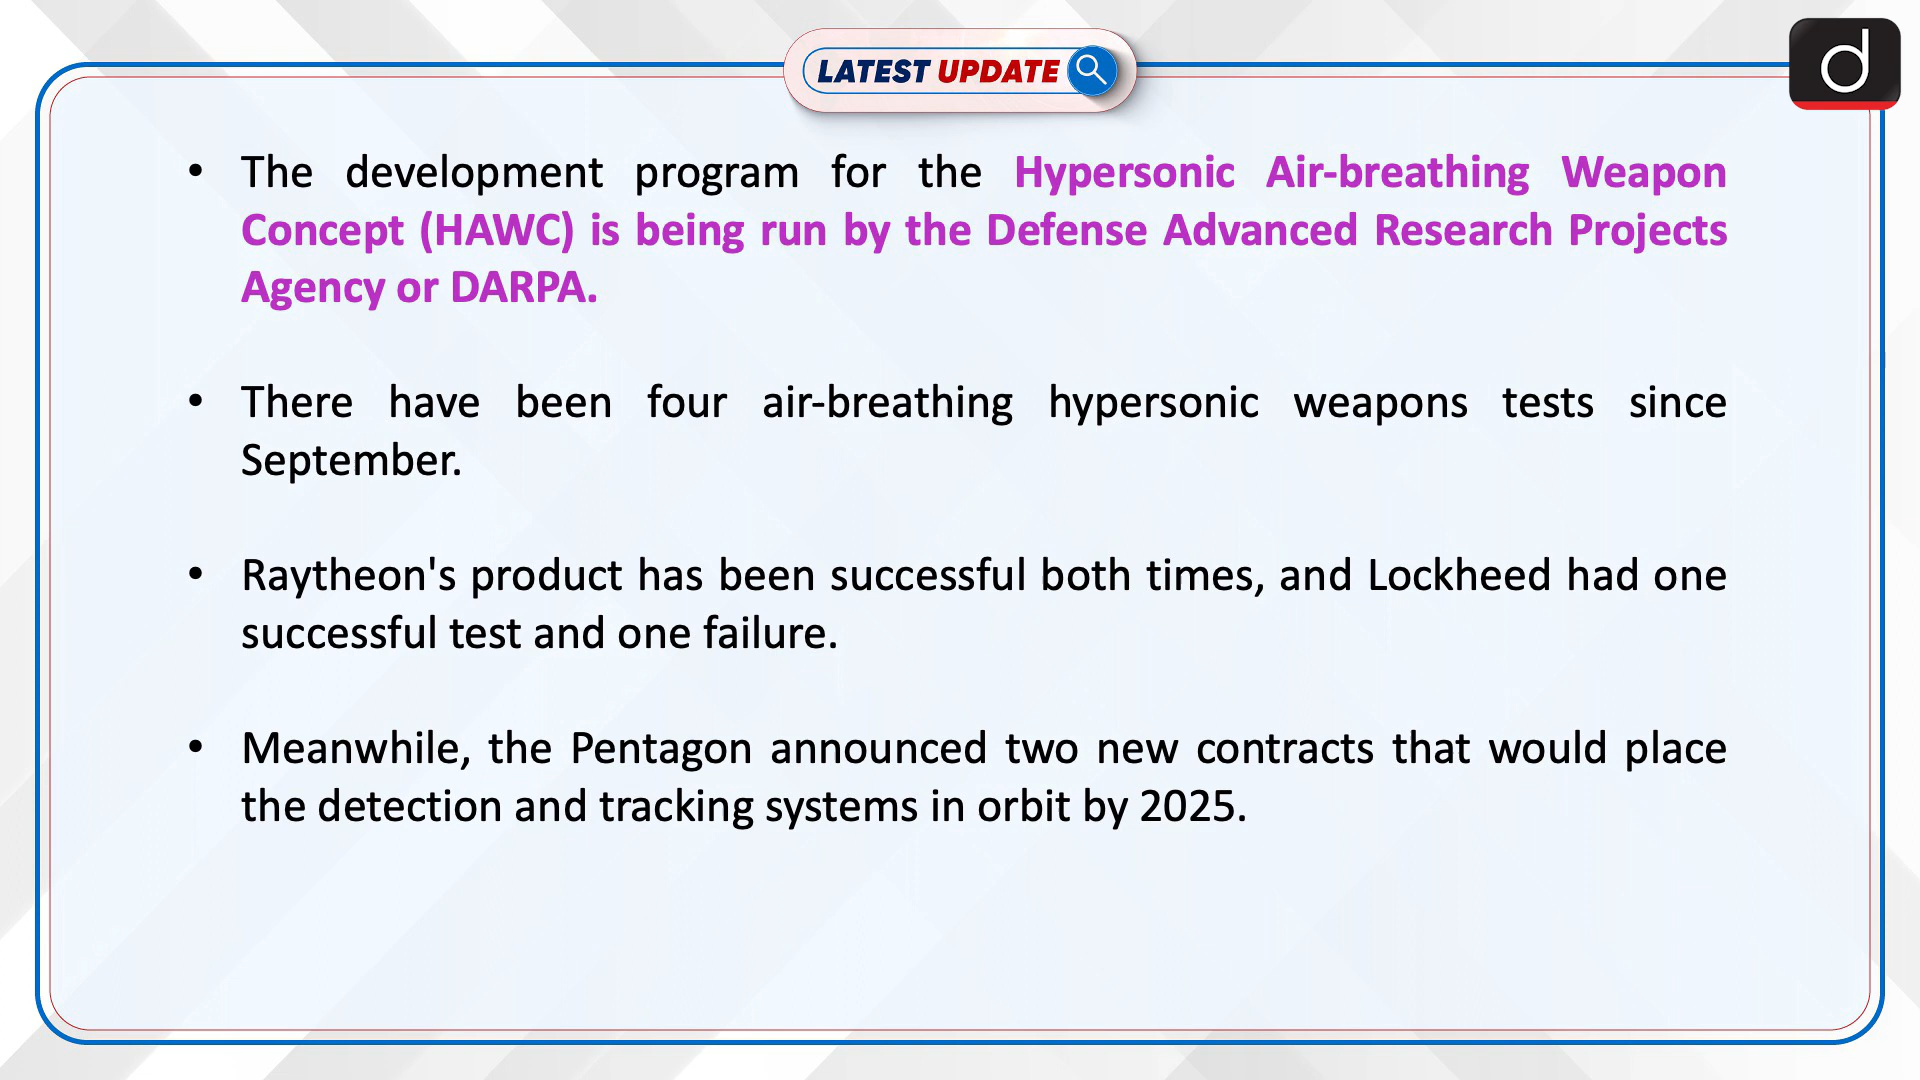 LATEST UPDATE
d
• The development program for the Hypersonic Air-breathing Weapon
Concept (HAWC) is being run by the Defense Advanced Research Projects
Agency or DARPA.
• There have been four air-breathing hypersonic weapons tests since
September.
• Raytheon's product has been successful both times, and Lockheed had one
successful test and one failure.
• Meanwhile, the Pentagon announced two new contracts that would place
the detection and tracking systems in orbit by 2025.